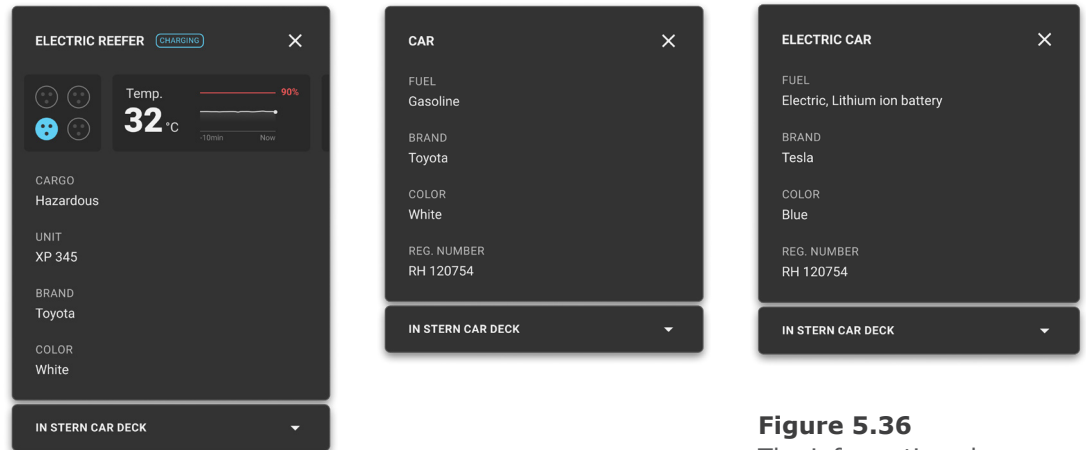 ELECTRIC REEFER CHARGING
Temp.
90%
32 °C
-10min Now
CARGO
Hazardous
UNIT
XP 345
BRAND
Toyota
COLOR
White
IN STERN CAR DECK
CAR
FUEL
Gasoline
BRAND
Toyota
COLOR
White
REG. NUMBER
RH 120754
IN STERN CAR DECK
ELECTRIC CAR
FUEL
Electric, Lithium ion battery
BRAND
Tesla
COLOR
Blue
REG. NUMBER
RH 120754
IN STERN CAR DECK
Figure 5.36